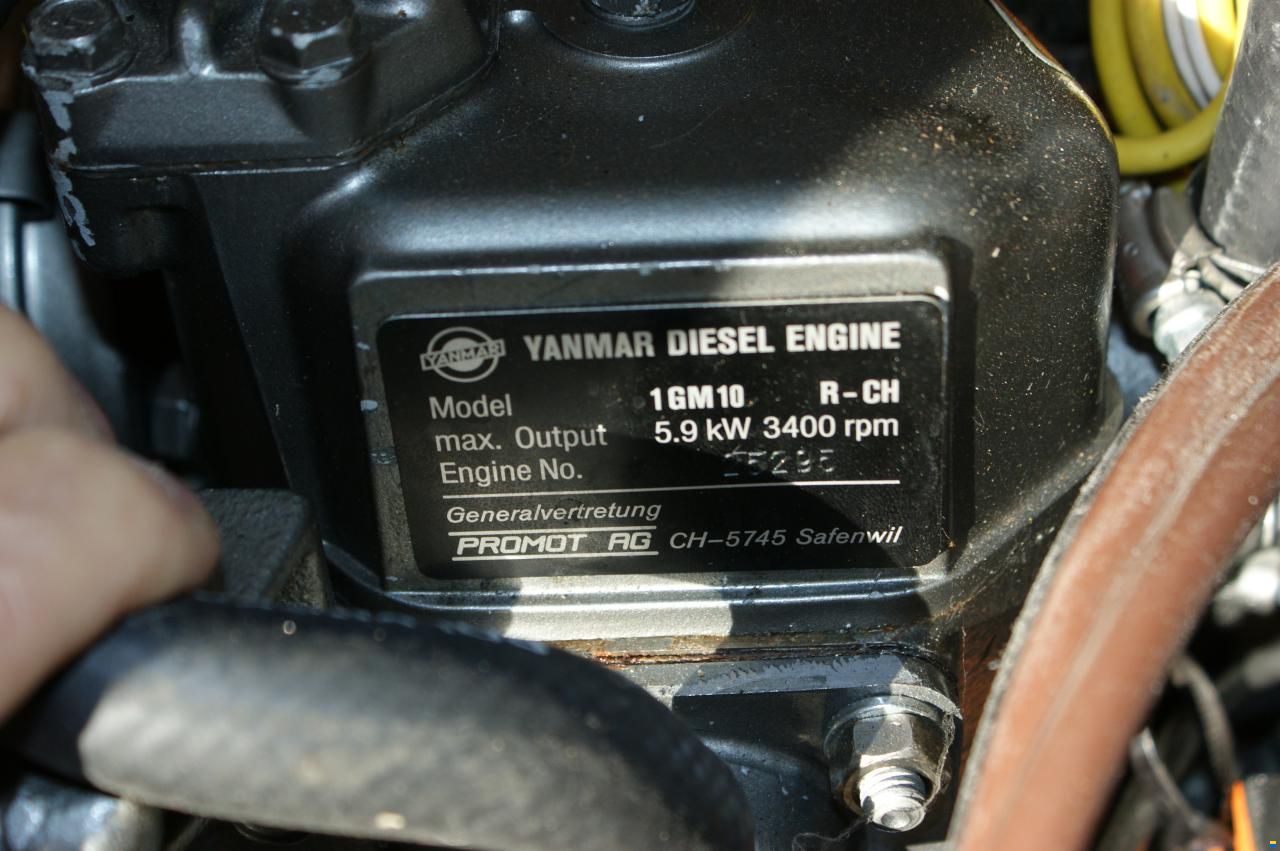 YANMAR YANMAR DIESEL ENGINE
Model 1GM10 R-CH
max. Output 5.9 kW 3400 rpm
Engine No.
Generalvertretung
PROMOT AG CH-5745 Safenwil